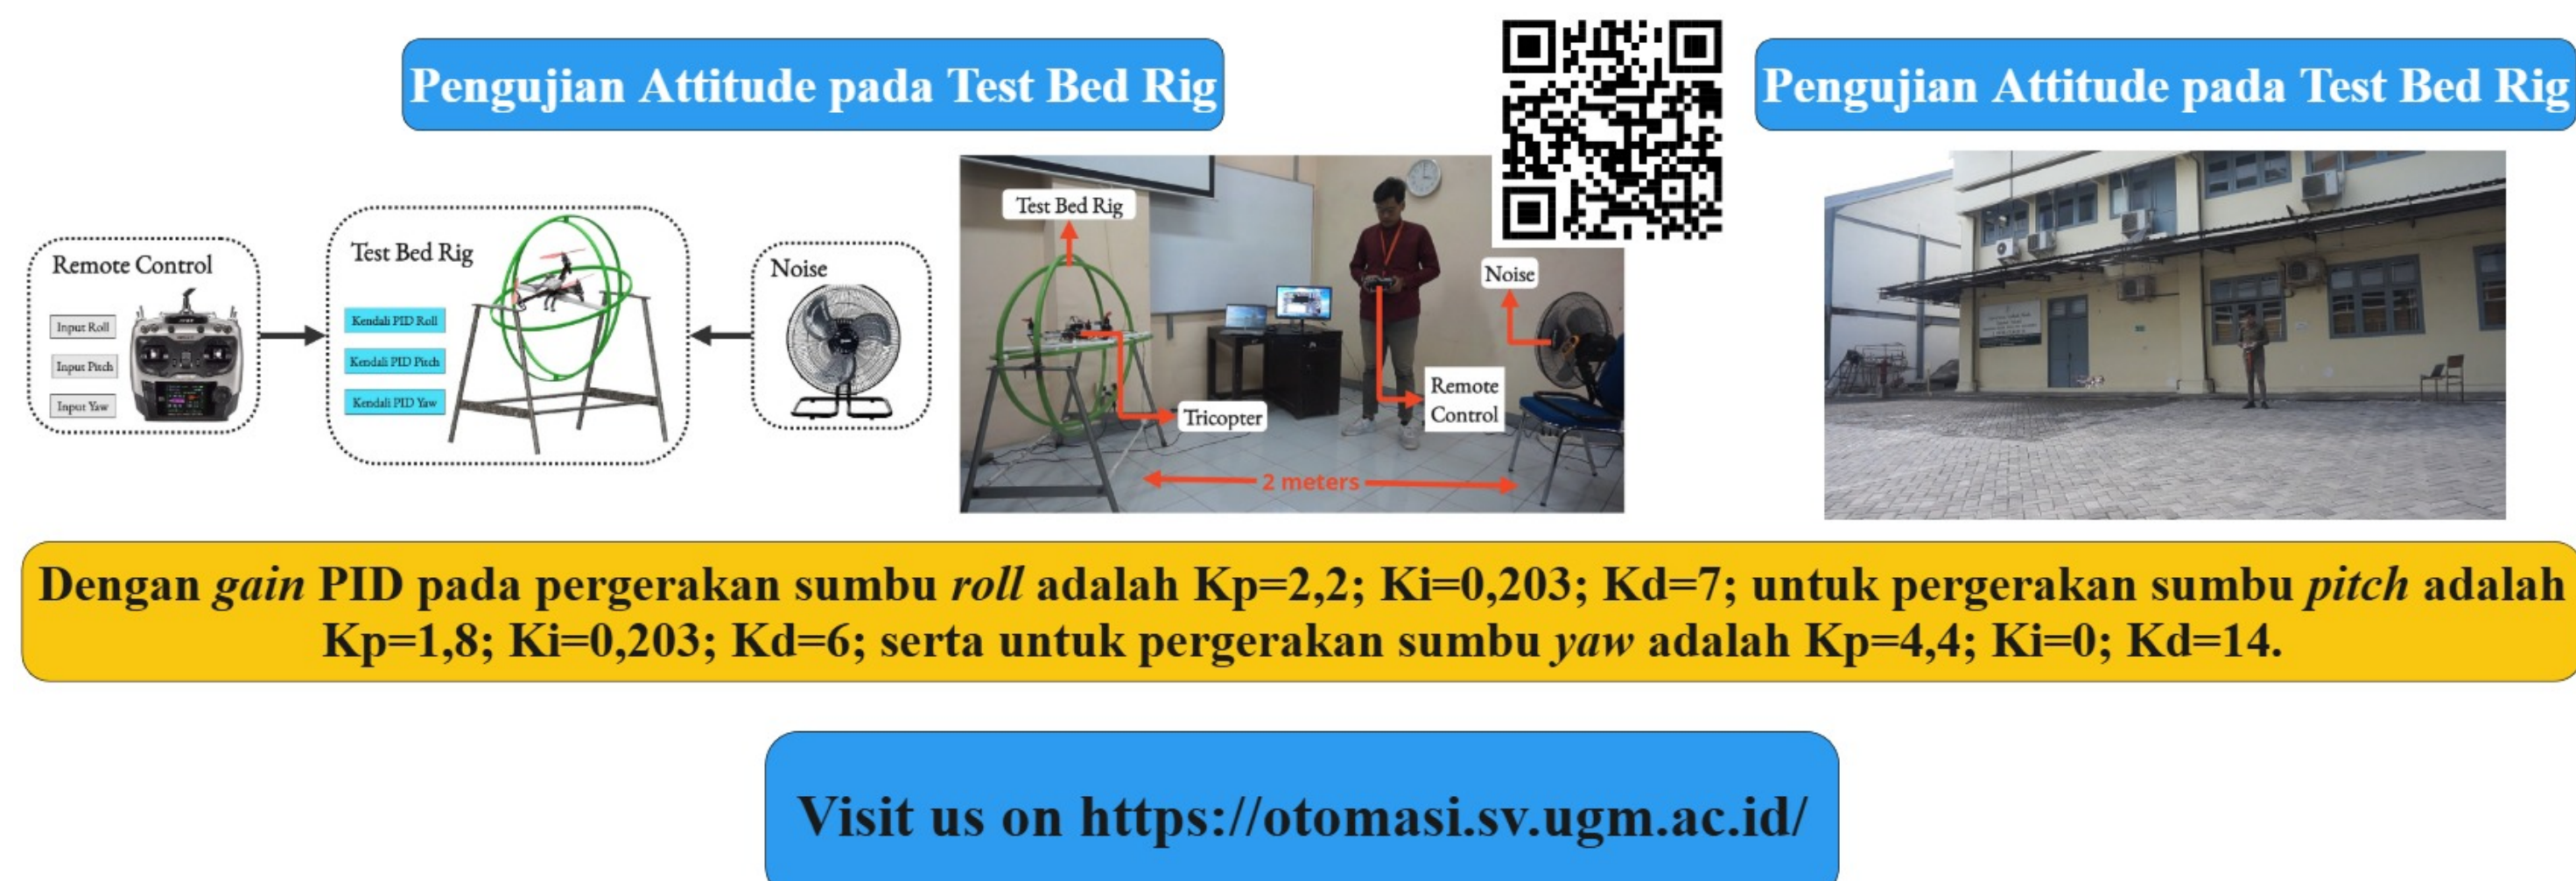 Pengujian Attitude pada Test Bed Rig
Pengujian Attitude pada Test Bed Rig
Remote Control
Input Roll
Input Pitch
Input Yaw
Test Bed Rig
Kendali PID Roll
Kendali PID Pitch
Kendali PID Yaw
Noise
Test Bed Rig
Noise
Tricopter
Remote
Control
2 meters
Dengan gain PID pada pergerakan sumbu roll adalah Kp=2,2; Ki=0,203; Kd=7; untuk pergerakan sumbu pitch adalah
Kp=1,8; Ki=0,203; Kd=6; serta untuk pergerakan sumbu yaw adalah Kp=4,4; Ki=0; Kd=14.
Visit us on https://otomasi.sv.ugm.ac.id/